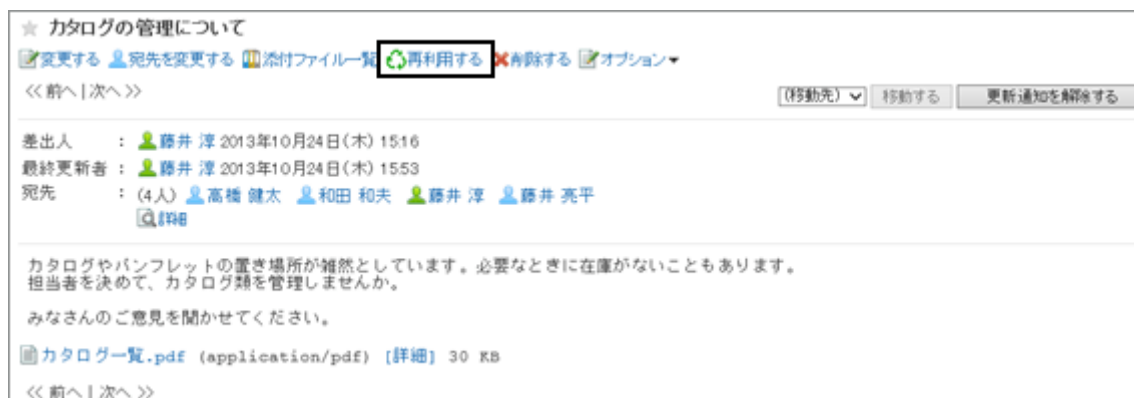 カタログの管理について
変更する 宛先を変更する 添付ファイル一覧 再利用する 削除する オプション▼
≪前へ | 次へ≫
(移動先) 移動する 更新通知を解除する
差出人 : 藤井 淳 2013年10月24日(木) 15:16
最終更新者 : 藤井 淳 2013年10月24日(木) 15:53
宛先 : (4人) 高橋 健太 和田 和夫 藤井 淳 藤井 亮平
詳細
カタログやパンフレットの置き場所が雑然としています。必要なときに在庫がないこともあります。
担当者を決めて、カタログ類を管理しませんか。
みなさんのご意見を聞かせてください。
カタログ一覧.pdf (application/pdf) [詳細] 30 KB
≪前へ | 次へ≫